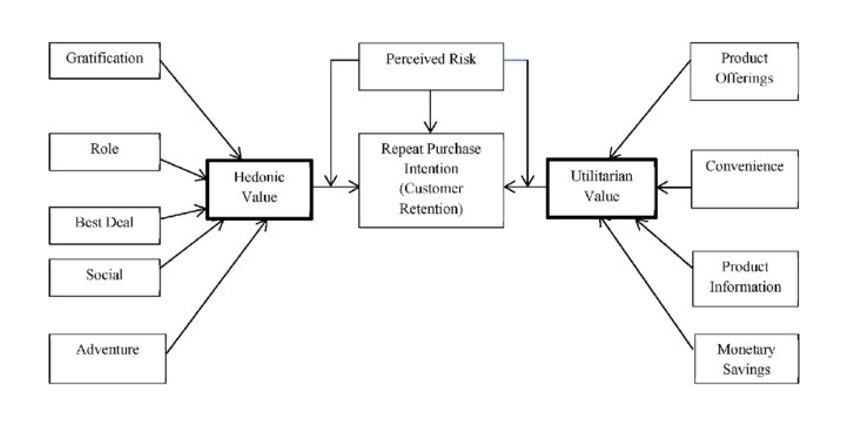 Gratification
Role
Best Deal
Social
Adventure
Hedonic
Value
Perceived Risk
Repeat Purchase
Intention
(Customer
Retention)
Utilitarian
Value
Product
Offerings
Convenience
Product
Information
Monetary
Savings